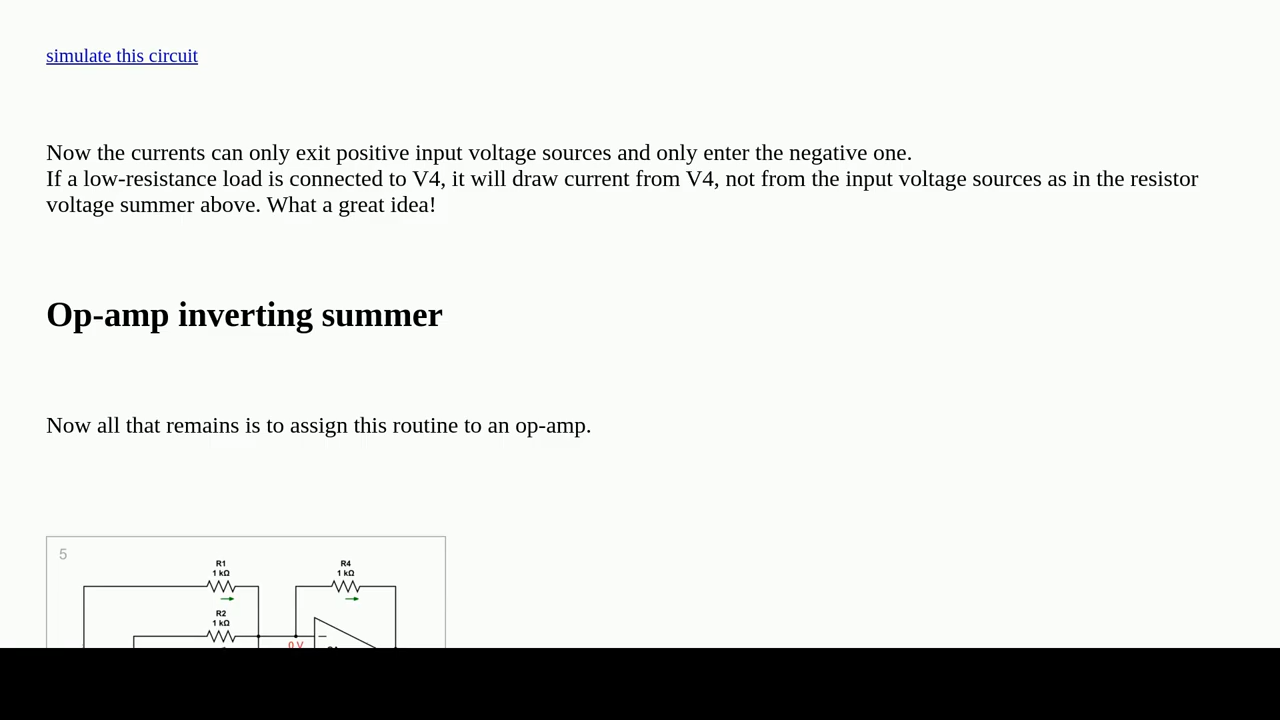 simulate this circuit
Now the currents can only exit positive input voltage sources and only enter the negative one.
If a low-resistance load is connected to V4, it will draw current from V4, not from the input voltage sources as in the resistor
voltage summer above. What a great idea!
Op-amp inverting summer
Now all that remains is to assign this routine to an op-amp.
5
R1
1 kΩ
R4
1 kΩ
R2
1 kΩ
0 V